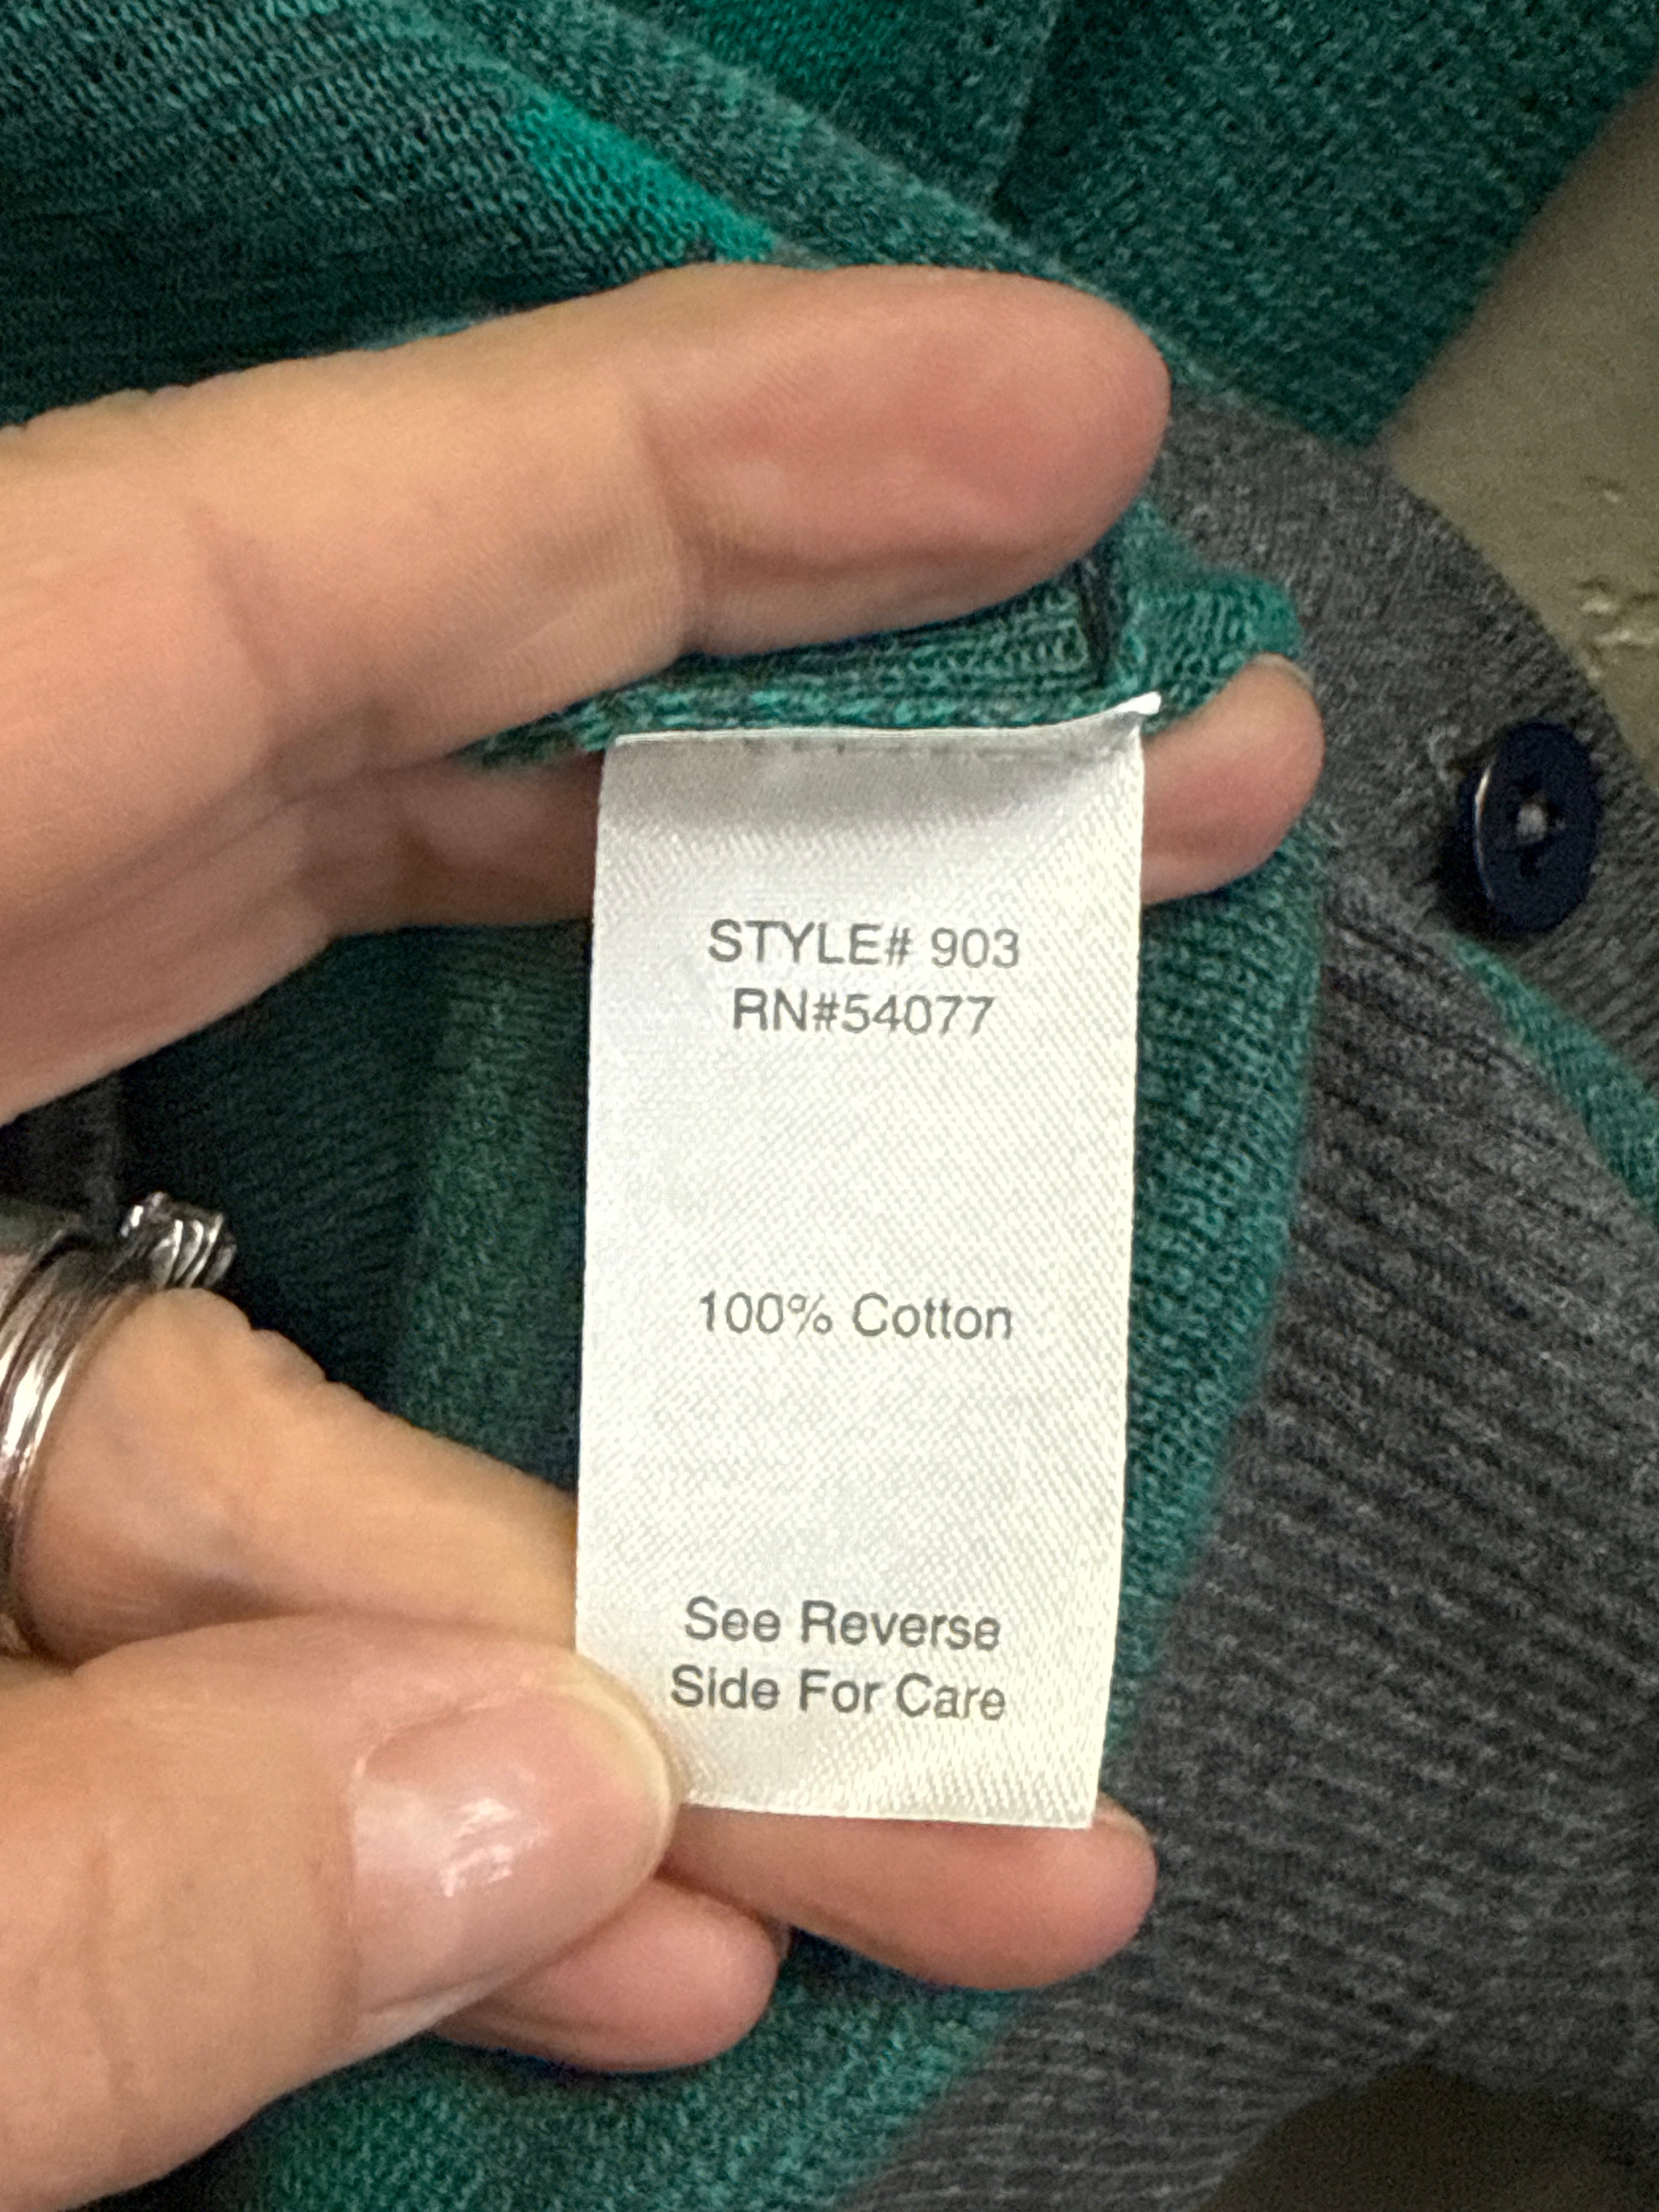 STYLE# 903
RN#54077
100% Cotton
See Reverse
Side For Care